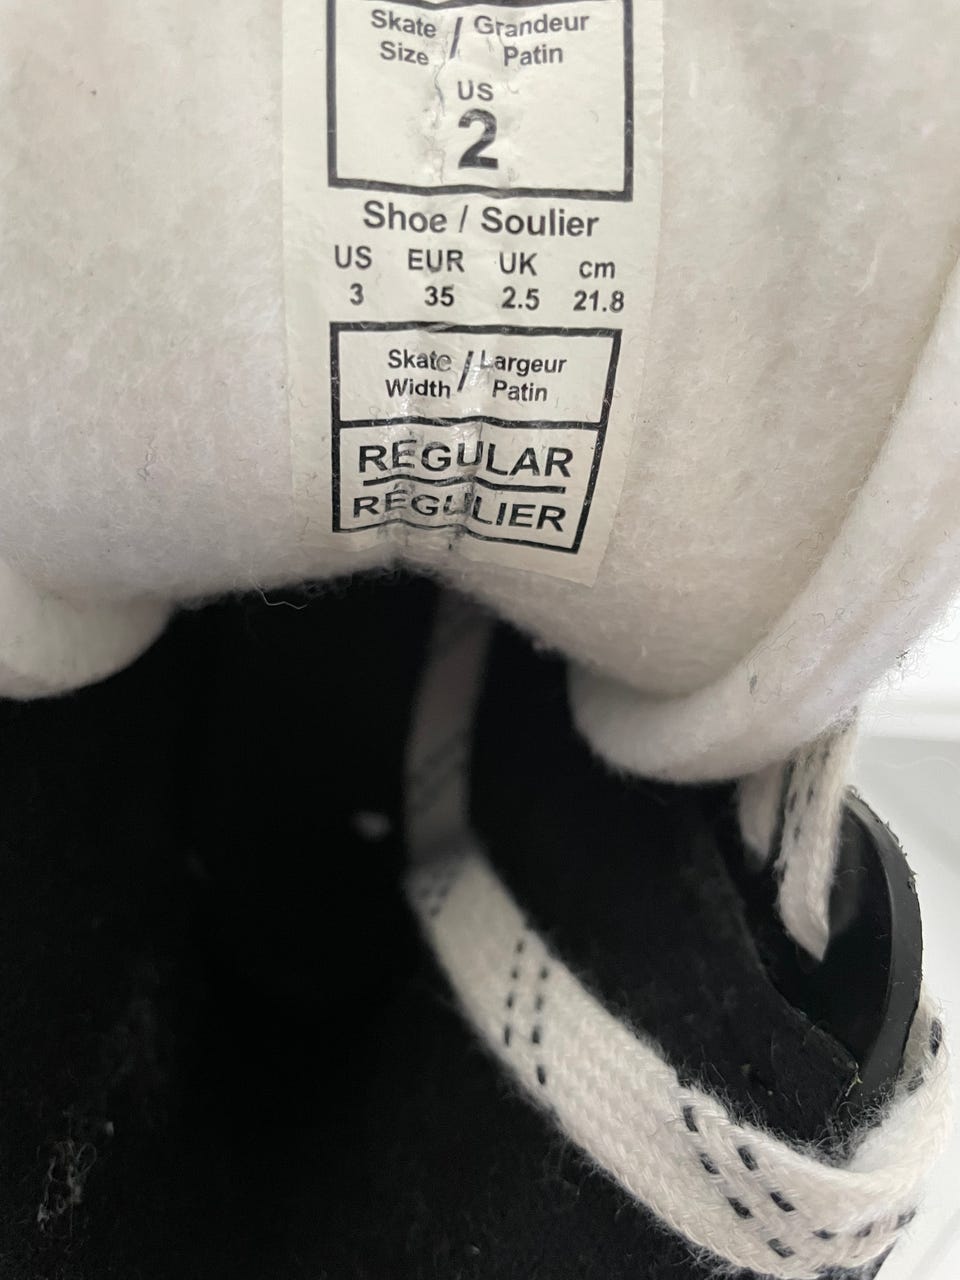 Skate / Grandeur
Size Patin
US
2
Shoe / Soulier
US EUR UK cm
3 35 2.5 21.8
Skate / Largeur
Width Patin
REGULAR
RÉGULIER